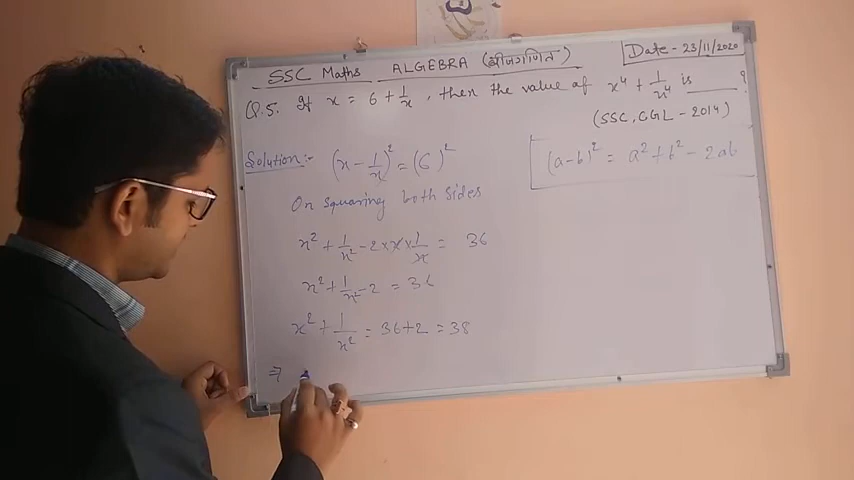 SSC Maths ALGEBRA (बीजगणित) Date - 23/11/2020
Q.5. If x = 6 + 1/x, then the value of x⁴ + 1/x⁴ is ____ ?
(SSC, CGL - 2014)
Solution:- (x - 1/x)² = (6)²
(a-b)² = a² + b² - 2ab
On squaring both sides
x² + 1/x² - 2 × x × 1/x = 36
x² + 1/x² - 2 = 36
x² + 1/x² = 36+2 = 38
⇒